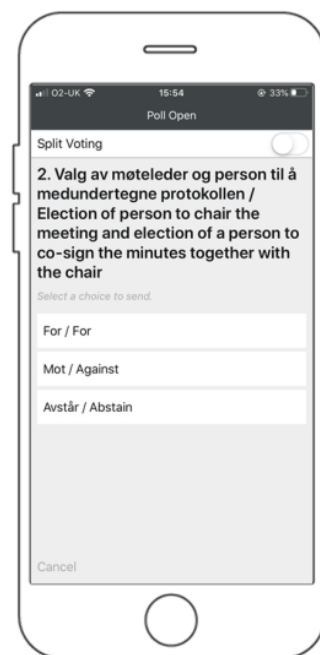 O2-UK 15:54 33%
Poll Open
Split Voting
2. Valg av møteleder og person til å
medundertegne protokollen /
Election of person to chair the
meeting and election of a person to
co-sign the minutes together with
the chair
Select a choice to send.
For / For
Mot / Against
Avstår / Abstain
Cancel